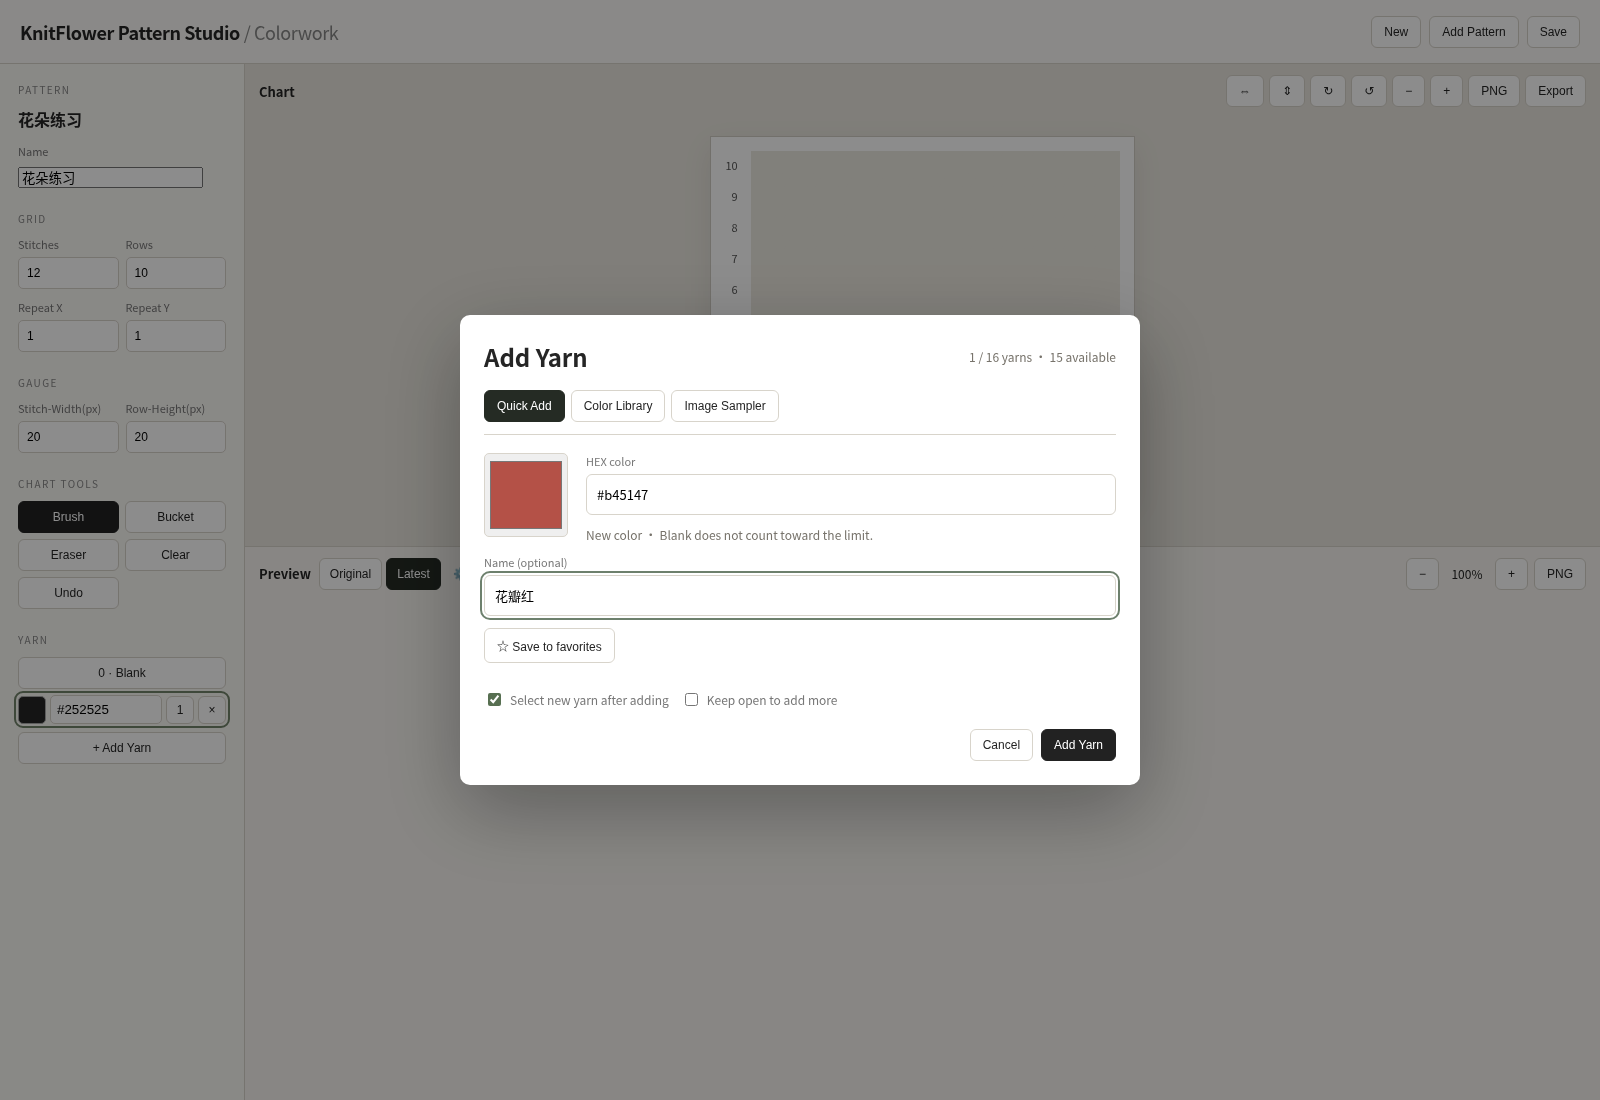 KnitFlower Pattern Studio / Colorwork
New
Add Pattern
Save
PATTERN
花朵练习
Name
花朵练习
GRID
Stitches
Rows
12
10
Repeat X
Repeat Y
1
1
GAUGE
Stitch-Width(px)
Row-Height(px)
20
20
CHART TOOLS
Brush
Bucket
Eraser
Clear
Undo
YARN
0 · Blank
#252525
1
×
+ Add Yarn
Chart
↔
⇕
↻
↺
−
+
PNG
Export
10
9
8
7
6
Add Yarn
1 / 16 yarns · 15 available
Quick Add
Color Library
Image Sampler
HEX color
#b45147
New color · Blank does not count toward the limit.
Name (optional)
花瓣红
☆ Save to favorites
Select new yarn after adding
Keep open to add more
Cancel
Add Yarn
Preview
Original
Latest
−
100%
+
PNG